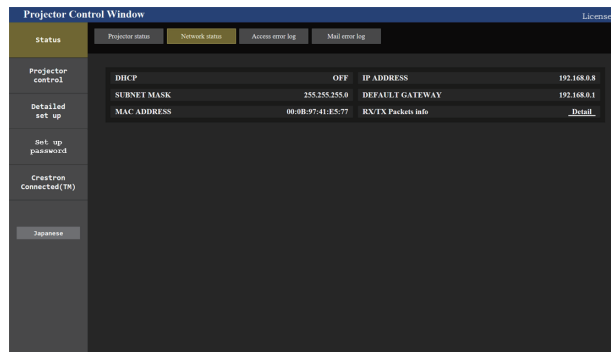 Projector Control Window
License
Status
Projector status
Network status
Access error log
Mail error log
Projector
control
Detailed
set up
Set up
password
Crestron
Connected(TM)
Japanese
DHCP OFF IP ADDRESS 192.168.0.8
SUBNET MASK 255.255.255.0 DEFAULT GATEWAY 192.168.0.1
MAC ADDRESS 00:0B:97:41:E5:77 RX/TX Packets info Detail